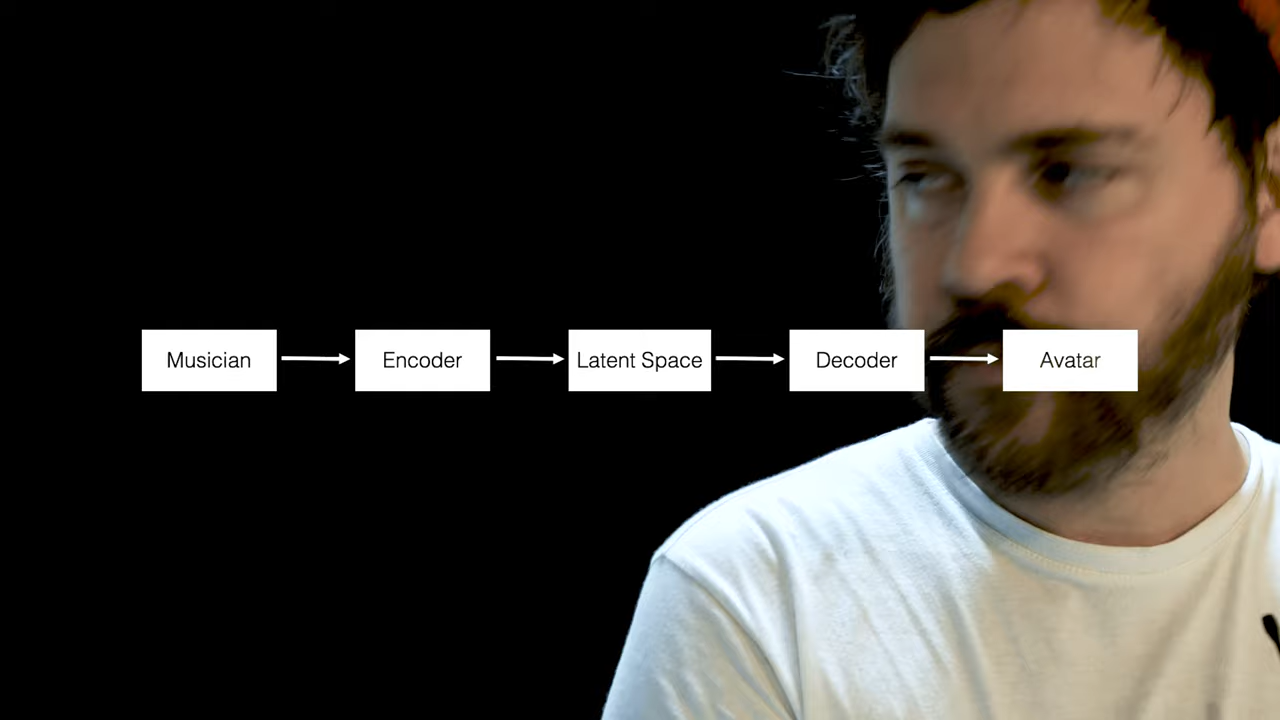 Musician
Encoder
Latent Space
Decoder
Avatar